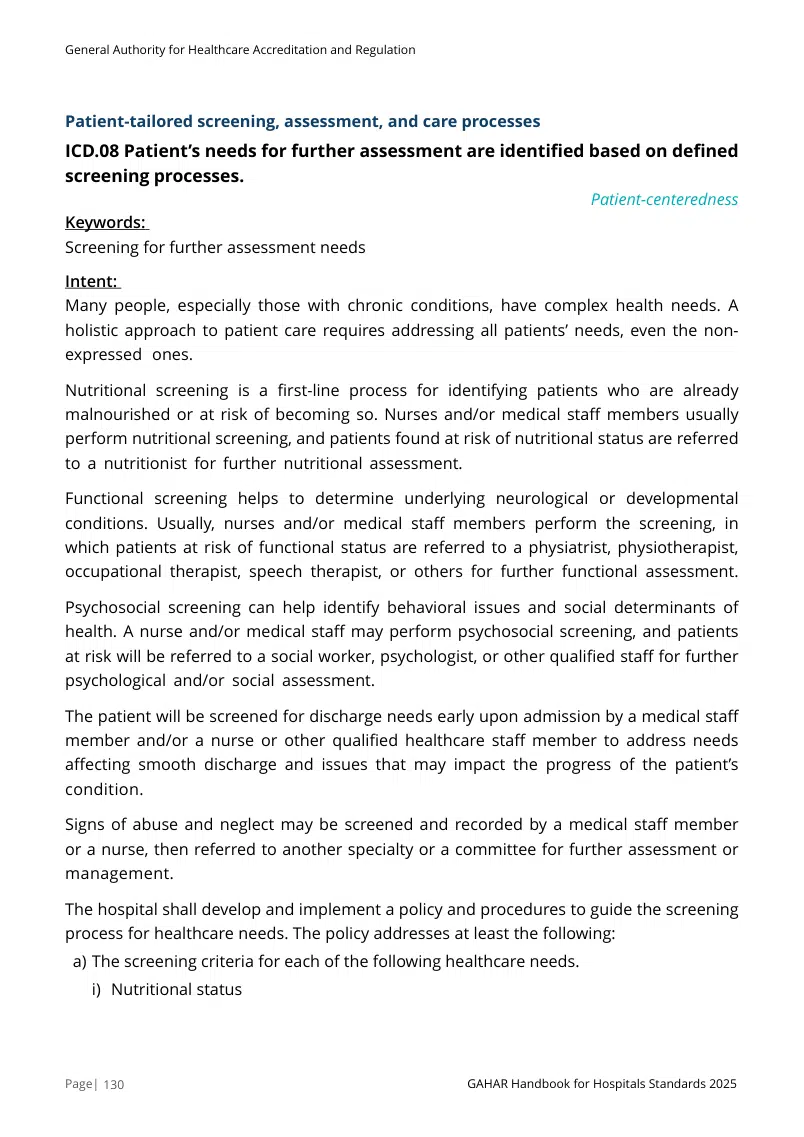 General Authority for Healthcare Accreditation and Regulation
Patient-tailored screening, assessment, and care processes
ICD.08 Patient’s needs for further assessment are identified based on defined
screening processes.
Patient-centeredness
Keywords:
Screening for further assessment needs
Intent:
Many people, especially those with chronic conditions, have complex health needs. A
holistic approach to patient care requires addressing all patients’ needs, even the non-
expressed ones.
Nutritional screening is a first-line process for identifying patients who are already
malnourished or at risk of becoming so. Nurses and/or medical staff members usually
perform nutritional screening, and patients found at risk of nutritional status are referred
to a nutritionist for further nutritional assessment.
Functional screening helps to determine underlying neurological or developmental
conditions. Usually, nurses and/or medical staff members perform the screening, in
which patients at risk of functional status are referred to a physiatrist, physiotherapist,
occupational therapist, speech therapist, or others for further functional assessment.
Psychosocial screening can help identify behavioral issues and social determinants of
health. A nurse and/or medical staff may perform psychosocial screening, and patients
at risk will be referred to a social worker, psychologist, or other qualified staff for further
psychological and/or social assessment.
The patient will be screened for discharge needs early upon admission by a medical staff
member and/or a nurse or other qualified healthcare staff member to address needs
affecting smooth discharge and issues that may impact the progress of the patient’s
condition.
Signs of abuse and neglect may be screened and recorded by a medical staff member
or a nurse, then referred to another specialty or a committee for further assessment or
management.
The hospital shall develop and implement a policy and procedures to guide the screening
process for healthcare needs. The policy addresses at least the following:
a) The screening criteria for each of the following healthcare needs.
i) Nutritional status
Page| 130
GAHAR Handbook for Hospitals Standards 2025